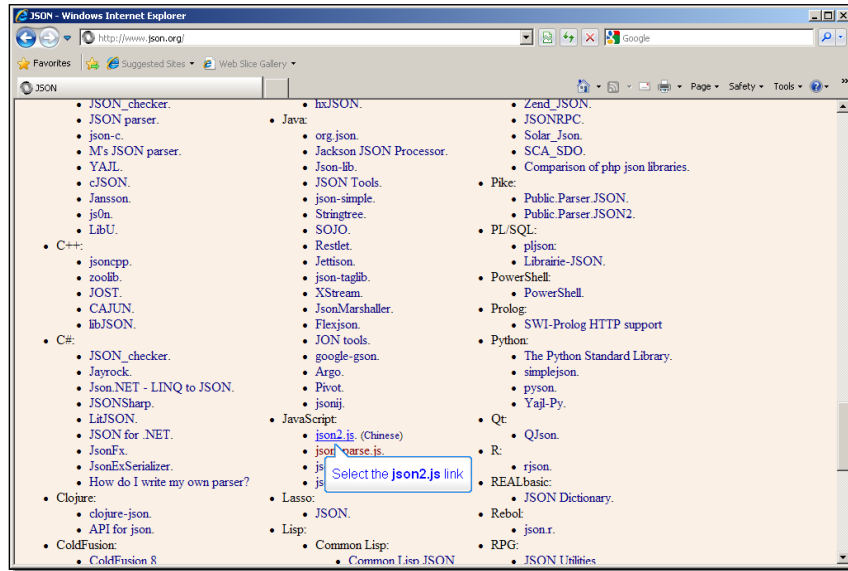 JSON - Windows Internet Explorer
http://www.json.org/
Google
Favorites
Suggested Sites
Web Slice Gallery
JSON
Page
Safety
Tools
»
JSON_checker.
JSON parser.
json-c.
M's JSON parser.
YAJL.
cJSON.
Jansson.
js0n.
LibU.
C++:
jsoncpp.
zoolib.
JOST.
CAJUN.
libJSON.
C#:
JSON_checker.
Jayrock.
Json.NET - LINQ to JSON.
JSONSharp.
LitJSON.
JSON for .NET.
JsonFx.
JsonExSerializer.
How do I write my own parser?
Clojure:
clojure-json.
API for json.
ColdFusion:
ColdFusion 8
hxJSON.
Java:
org.json.
Jackson JSON Processor.
Json-lib.
JSON Tools.
json-simple.
Stringtree.
SOJO.
Restlet.
Jettison.
json-taglib.
XStream.
JsonMarshaller.
Flexjson.
JON tools.
google-gson.
Argo.
Pivot.
jsonij.
JavaScript:
json2.js. (Chinese)
json_parse.js.
js
Select the json2.js link
js
Lasso:
JSON.
Lisp:
Common Lisp:
Common Lisp JSON
Zend_JSON.
JSONRPC.
Solar_Json.
SCA_SDO.
Comparison of php json libraries.
Pike:
Public.Parser.JSON.
Public.Parser.JSON2.
PL/SQL:
pljson:
Librairie-JSON.
PowerShell:
PowerShell.
Prolog:
SWI-Prolog HTTP support
Python:
The Python Standard Library.
simplejson.
pyson.
Yajl-Py.
Qt:
QJson.
R:
rjson.
REALbasic:
JSON Dictionary.
Rebol:
json.r.
RPG:
JSON Utilities